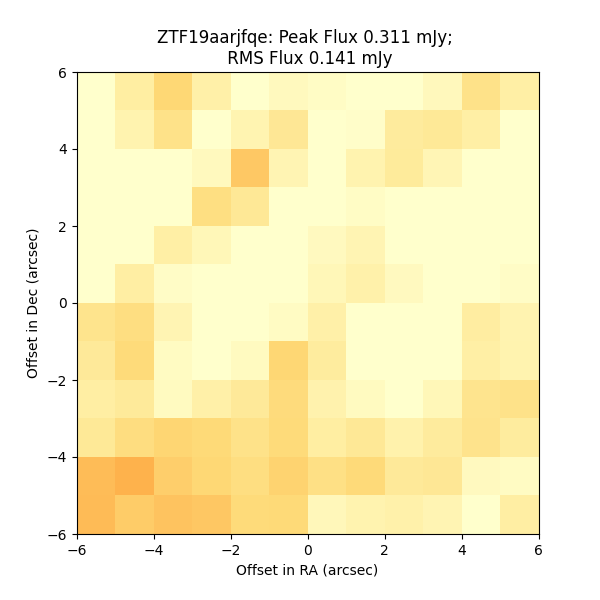 ZTF19aarjfqe: Peak Flux 0.311 mJy;
RMS Flux 0.141 mJy
6
4
2
0
−2
−4
−6
Offset in Dec (arcsec)
−6 −4 −2 0 2 4 6
Offset in RA (arcsec)